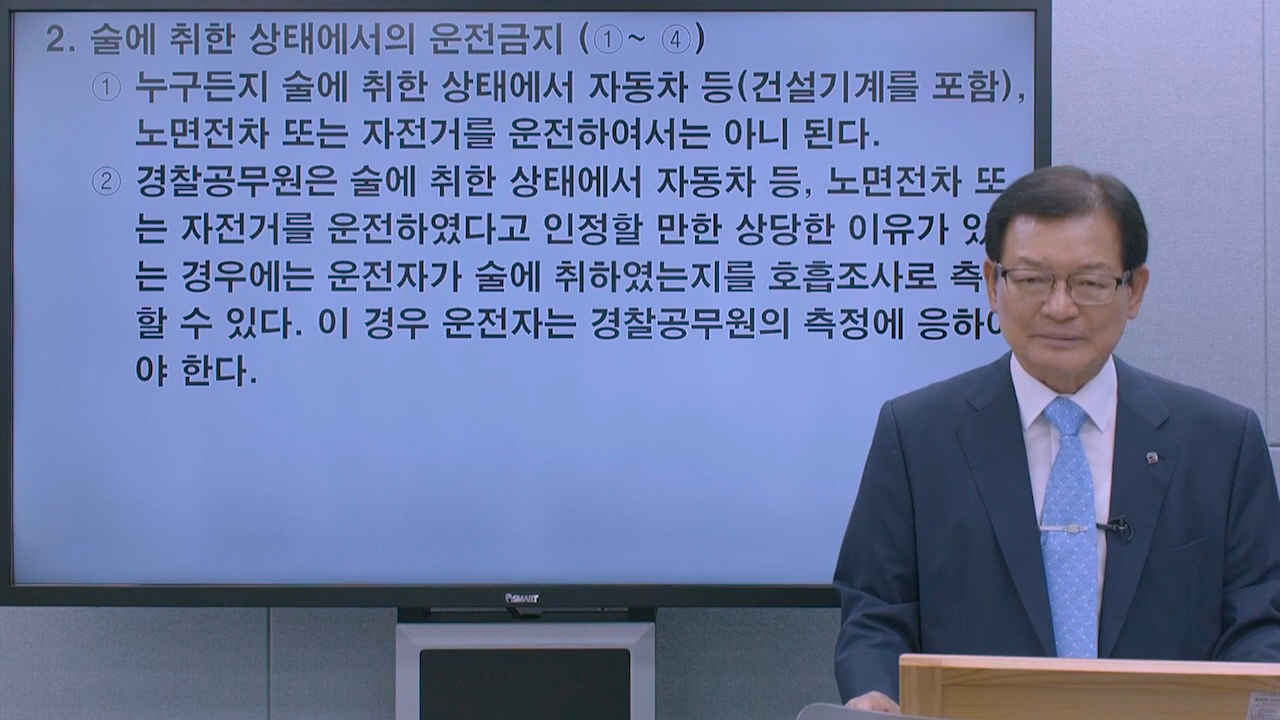 2. 술에 취한 상태에서의 운전금지 (①~ ④)
① 누구든지 술에 취한 상태에서 자동차 등(건설기계를 포함),
노면전차 또는 자전거를 운전하여서는 아니 된다.
② 경찰공무원은 술에 취한 상태에서 자동차 등, 노면전차 또
는 자전거를 운전하였다고 인정할 만한 상당한 이유가
는 경우에는 운전자가 술에 취하였는지를 호흡조사로 측
할 수 있다. 이 경우 운전자는 경찰공무원의 측정에 응하
야 한다.
SMART